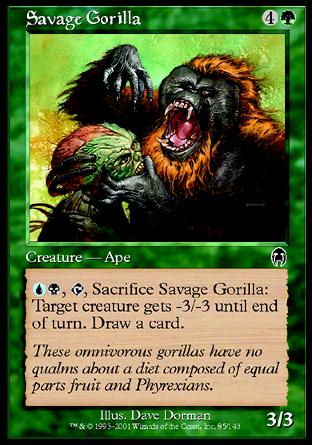 Savage Gorilla 4
Creature — Ape
, , , Sacrifice Savage Gorilla:
Target creature gets -3/-3 until end
of turn. Draw a card.
These omnivorous gorillas have no
qualms about a diet composed of equal
parts fruit and Phyrexians.
Illus. Dave Dorman
™ & © 1993-2001 Wizards of the Coast, Inc. 85/143
3/3